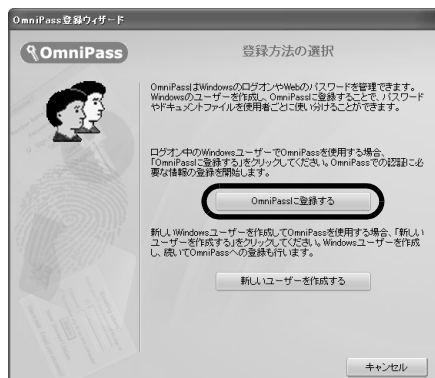 OmniPass登録ウィザード
OmniPass
登録方法の選択
OmniPassはWindowsのログオンやWebのパスワードを管理できます。
Windowsのユーザーを作成し、OmniPassに登録することで、パスワード
やドキュメントファイルを使用者ごとに使い分けることができます。
ログオン中のWindowsユーザーでOmniPassを使用する場合、
「OmniPassに登録する」をクリックしてください。OmniPassでの認証に必
要な情報の登録を開始します。
OmniPassに登録する
新しいWindowsユーザーを作成してOmniPassを使用する場合、「新しい
ユーザーを作成する」をクリックしてください。Windowsユーザーを作成
し、続いてOmniPassへの登録も行います。
新しいユーザーを作成する
キャンセル